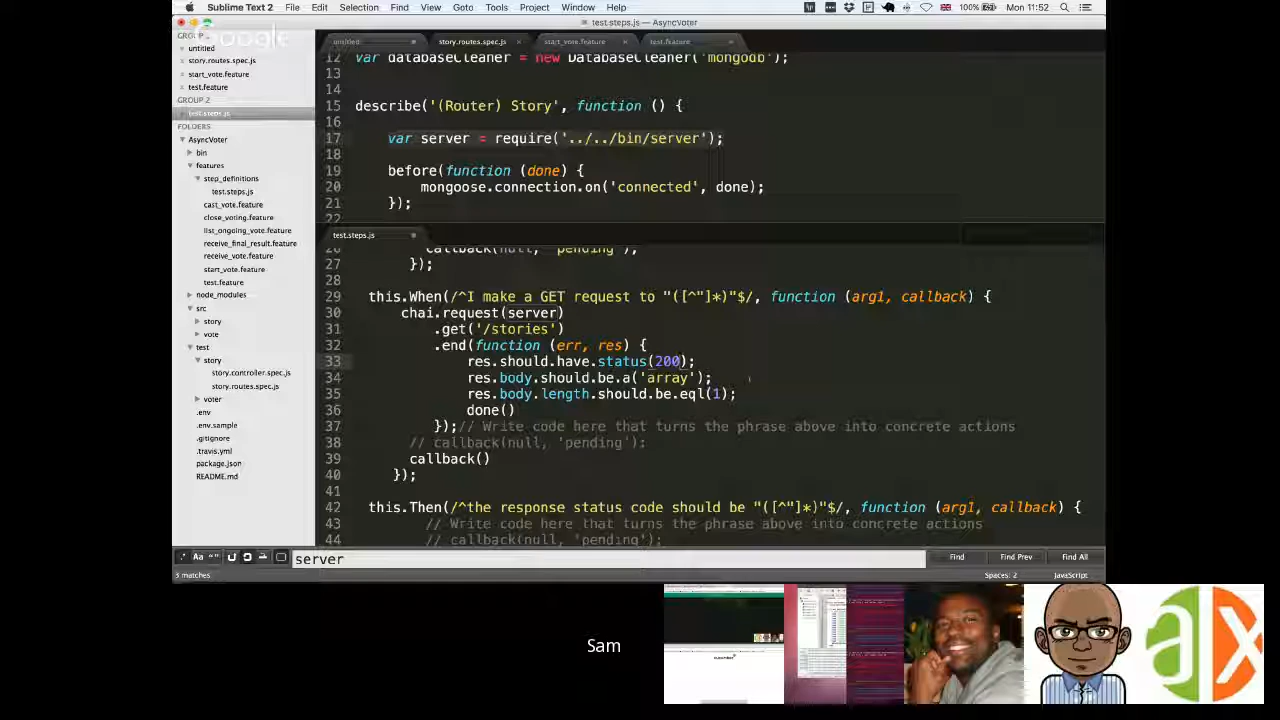 Sublime Text 2 File Edit Selection Find View Goto Tools Project Window Help
100% Mon 11:52
test.steps.js — AsyncVoter
Google
GROUP
untitled
story.routes.spec.js
start_vote.feature
test.feature
GROUP 2
test.steps.js
FOLDERS
AsyncVoter
bin
features
step_definitions
test.steps.js
cast_vote.feature
close_voting.feature
list_ongoing_vote.feature
receive_final_result.feature
receive_vote.feature
start_vote.feature
test.feature
node_modules
src
story
vote
test
story
story.controller.spec.js
story.routes.spec.js
voter
.env
.env.sample
.gitignore
.travis.yml
package.json
README.md
untitled story.routes.spec.js start_vote.feature test.feature
12 var databaseCleaner = new DatabaseCleaner('mongodb');
13
14
15 describe('(Router) Story', function () {
16
17 var server = require('../../bin/server');
18
19 before(function (done) {
20 mongoose.connection.on('connected', done);
21 });
22
test.steps.js
26 callback(null, 'pending');
27 });
28
29 this.When(/^I make a GET request to "([^"]*)"$/, function (arg1, callback) {
30 chai.request(server)
31 .get('/stories')
32 .end(function (err, res) {
33 res.should.have.status(200);
34 res.body.should.be.a('array');
35 res.body.length.should.be.eql(1);
36 done()
37 });// Write code here that turns the phrase above into concrete actions
38 // callback(null, 'pending');
39 callback()
40 });
41
42 this.Then(/^the response status code should be "([^"]*)"$/, function (arg1, callback) {
43 // Write code here that turns the phrase above into concrete actions
44 // callback(null, 'pending');
server
Find Find Prev Find All
3 matches
Spaces: 2 JavaScript
Sam